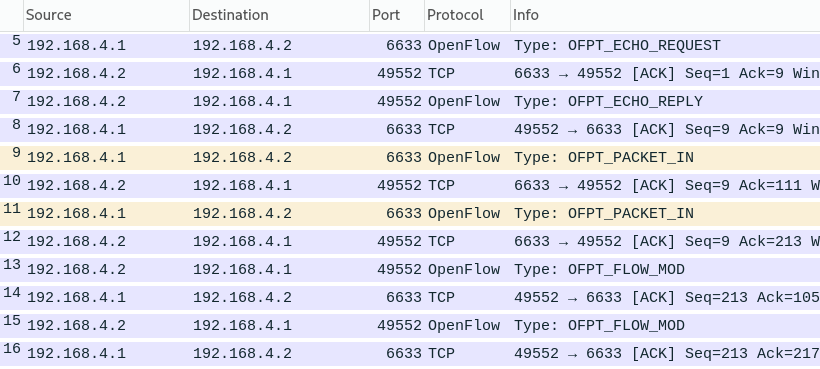 Source Destination Port Protocol Info
5 192.168.4.1 192.168.4.2 6633 OpenFlow Type: OFPT_ECHO_REQUEST
6 192.168.4.2 192.168.4.1 49552 TCP 6633 → 49552 [ACK] Seq=1 Ack=9 Win
7 192.168.4.2 192.168.4.1 49552 OpenFlow Type: OFPT_ECHO_REPLY
8 192.168.4.1 192.168.4.2 6633 TCP 49552 → 6633 [ACK] Seq=9 Ack=9 Win
9 192.168.4.1 192.168.4.2 6633 OpenFlow Type: OFPT_PACKET_IN
10 192.168.4.2 192.168.4.1 49552 TCP 6633 → 49552 [ACK] Seq=9 Ack=111 W
11 192.168.4.1 192.168.4.2 6633 OpenFlow Type: OFPT_PACKET_IN
12 192.168.4.2 192.168.4.1 49552 TCP 6633 → 49552 [ACK] Seq=9 Ack=213 W
13 192.168.4.2 192.168.4.1 49552 OpenFlow Type: OFPT_FLOW_MOD
14 192.168.4.1 192.168.4.2 6633 TCP 49552 → 6633 [ACK] Seq=213 Ack=105
15 192.168.4.2 192.168.4.1 49552 OpenFlow Type: OFPT_FLOW_MOD
16 192.168.4.1 192.168.4.2 6633 TCP 49552 → 6633 [ACK] Seq=213 Ack=217